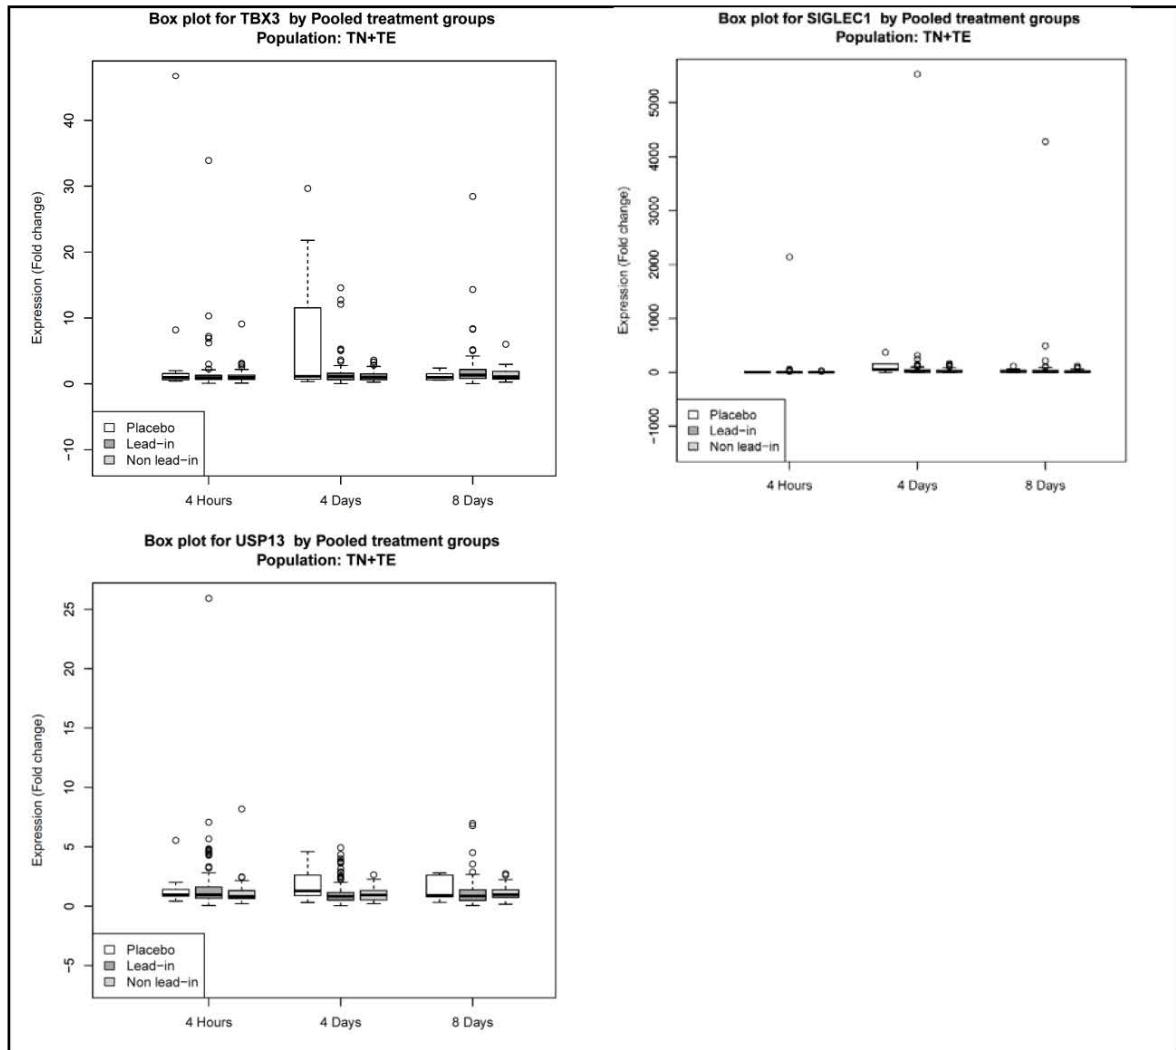 Box plot for TBX3 by Pooled treatment groups
Population: TN+TE
Expression (Fold change)
40
30
20
10
0
−10
Placebo
Lead−in
Non lead−in
4 Hours
4 Days
8 Days
Box plot for SIGLEC1 by Pooled treatment groups
Population: TN+TE
Expression (Fold change)
5000
4000
3000
2000
1000
0
−1000
Placebo
Lead−in
Non lead−in
4 Hours
4 Days
8 Days
Box plot for USP13 by Pooled treatment groups
Population: TN+TE
Expression (Fold change)
25
20
15
10
5
0
−5
Placebo
Lead−in
Non lead−in
4 Hours
4 Days
8 Days